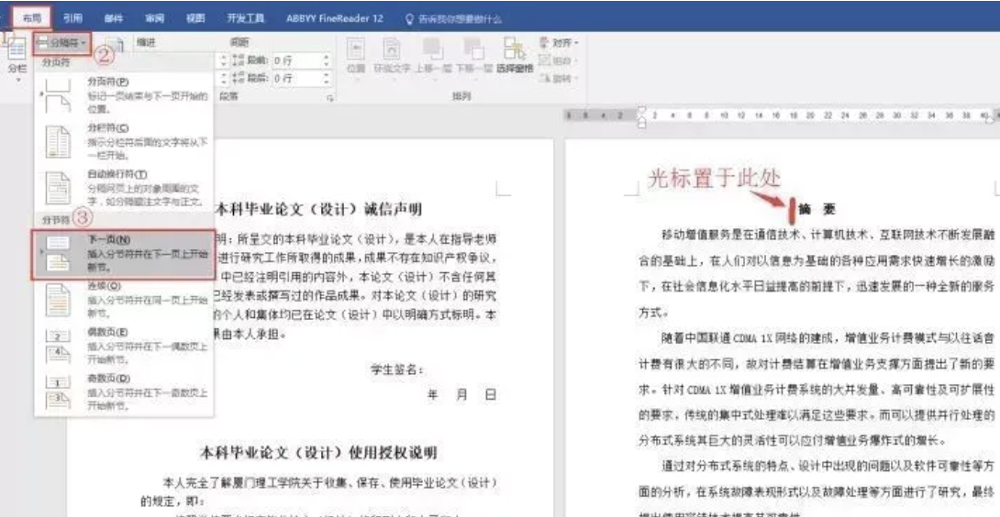 布局 引用 邮件 审阅 视图 开发工具 ABBYY FineReader 12 告诉我你想要做什么
分隔符 ② 缩进 间距
分栏
段前: 0 行
段后: 0 行
段落
位置 环绕文字 上移一层 下移一层 选择窗格
对齐
组合
旋转
排列
分页符
分页符(P)
标记一页结束与下一页开始的
位置。
分栏符(C)
指示分栏符后面的文字将从下
一栏开始。
自动换行符(T)
分隔网页上的对象周围的文
字，如分隔题注文字与正文。
分节符 ③
下一页(N)
插入分节符并在下一页上开始
新节。
连续(O)
插入分节符并在同一页上开始
新节。
偶数页(E)
插入分节符并在下一偶数页上
开始新节。
奇数页(D)
插入分节符并在下一奇数页上
开始新节。
8 6 4 2 2 4 6 8 10 12 14 16 18 20 22 24 26 28 30 32 34 36 38 40
本科毕业论文（设计）诚信声明
明：所呈交的本科毕业论文（设计），是本人在指导老师
进行研究工作所取得的成果，成果不存在知识产权争议，
中已经注明引用的内容外，本论文（设计）不含任何其
已经发表或撰写过的作品成果。对本论文（设计）的研究
的个人和集体均已在论文（设计）中以明确方式标明。本
果由本人承担。
学生签名：
年 月 日
本科毕业论文（设计）使用授权说明
本人完全了解厦门理工学院关于收集、保存、使用毕业论文（设计）
的规定，即：
光标置于此处
摘 要
移动增值服务是在通信技术、计算机技术、互联网技术不断发展融
合的基础上，在人们对以信息为基础的各种应用需求快速增长的激励
下，在社会信息化水平日益提高的前提下，迅速发展的一种全新的服务
方式。
随着中国联通 CDMA 1X 网络的建成，增值业务计费模式与以往话音
计费有很大的不同，故对计费结算在增值业务支撑方面提出了新的要
求。针对 CDMA 1X 增值业务计费系统的大并发量、高可靠性及可扩展性
的要求，传统的集中式处理难以满足这些要求。而可以提供并行处理的
分布式系统其巨大的灵活性可以应付增值业务爆炸式的增长。
通过对分布式系统的特点、设计中出现的问题以及软件可靠性等方
面的分析，在系统故障表现形式以及故障处理等方面进行了研究，最终